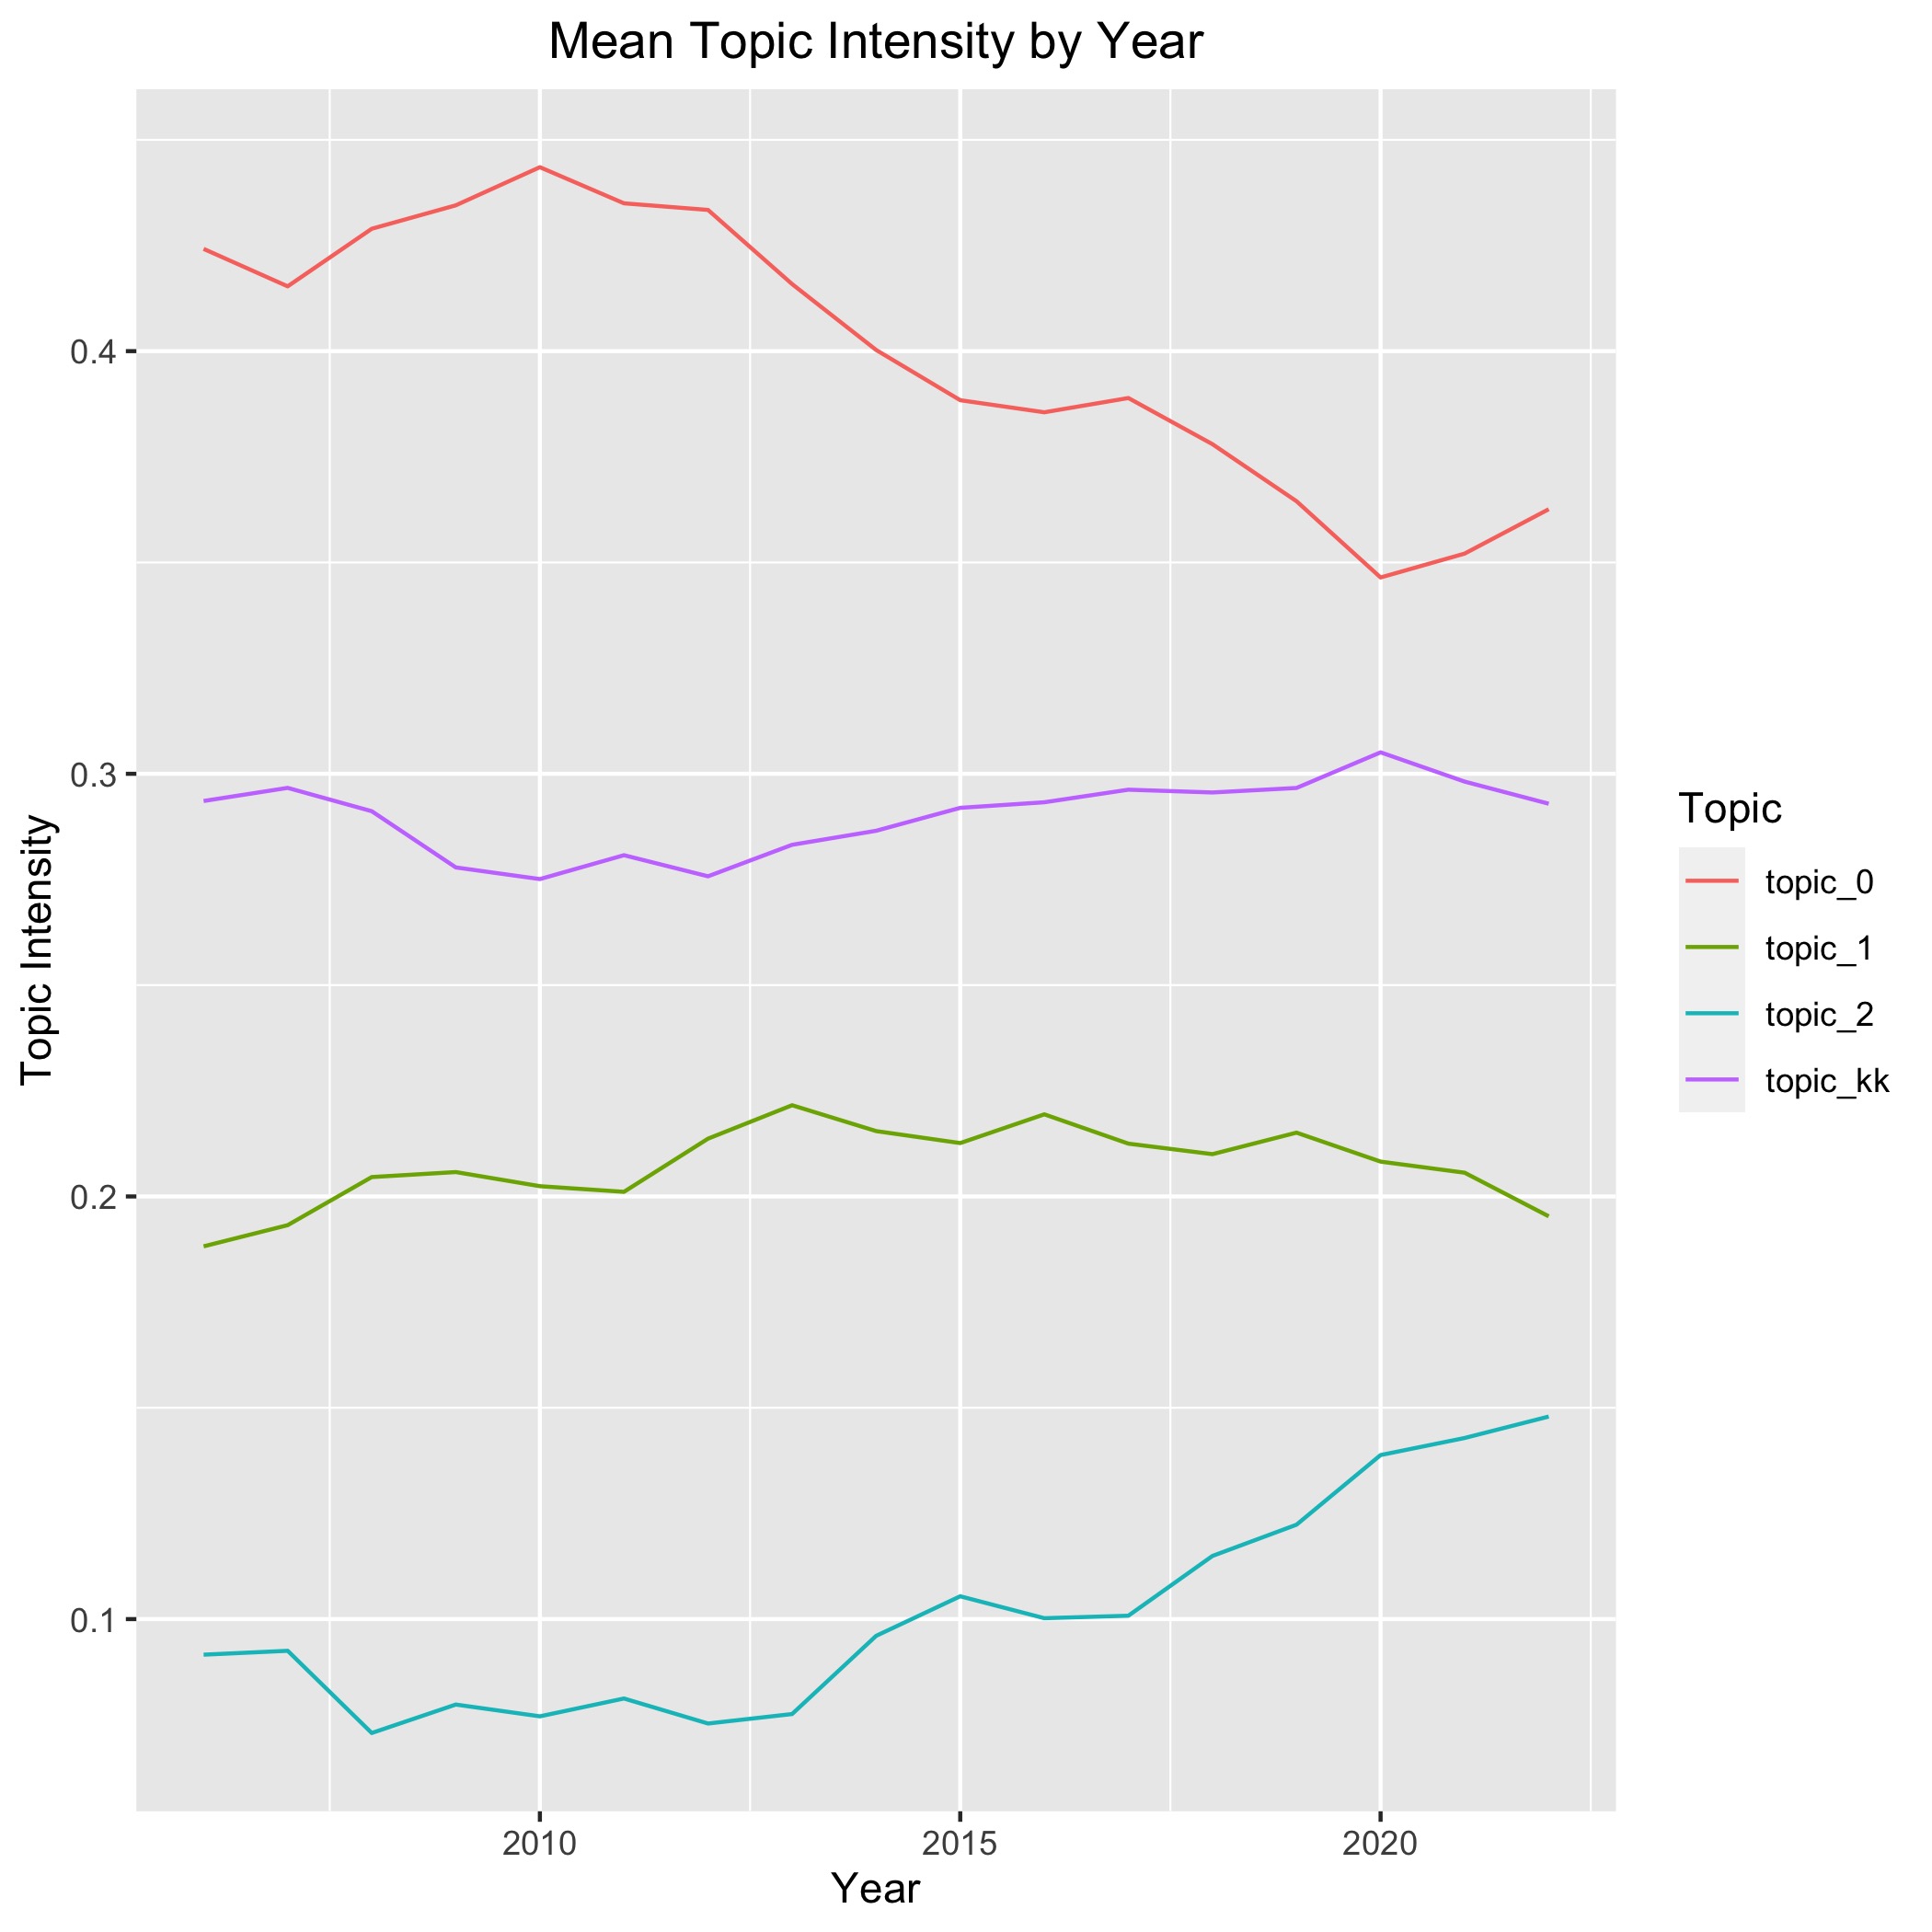 Mean Topic Intensity by Year
Topic Intensity
0.4
0.3
0.2
0.1
2010
2015
2020
Year
Topic
topic_0
topic_1
topic_2
topic_kk